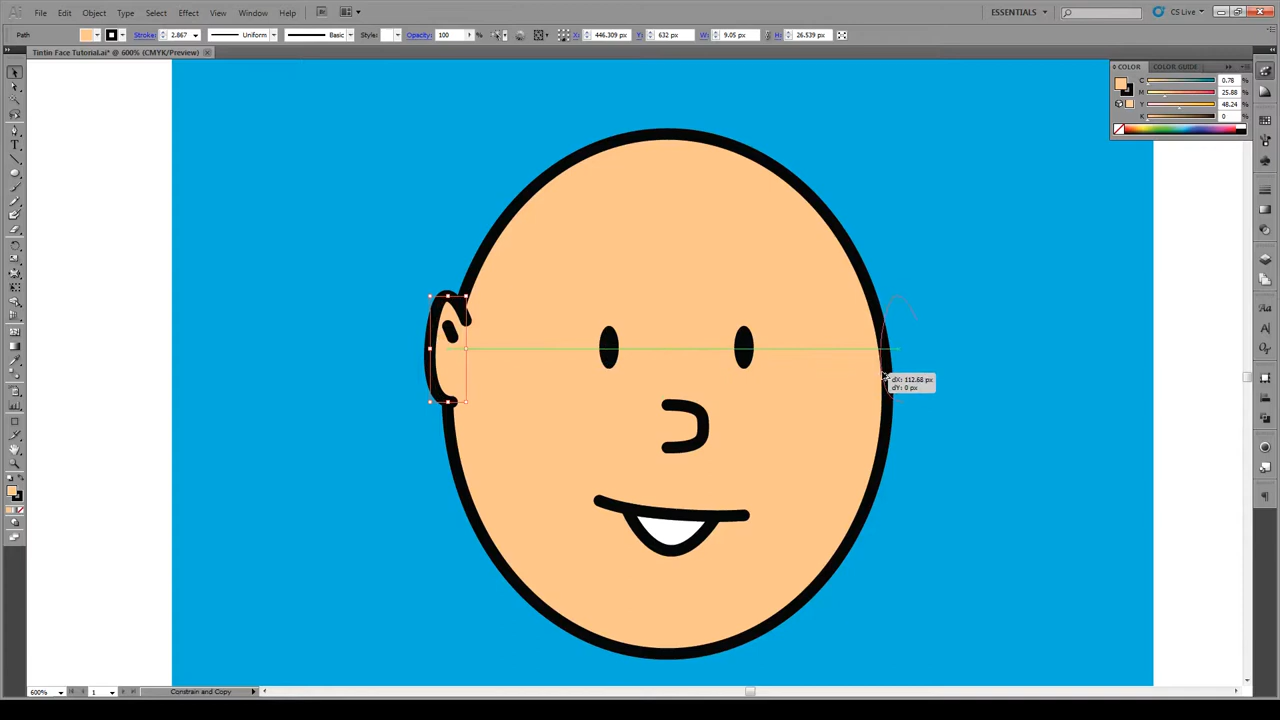 Ai File Edit Object Type Select Effect View Window Help ESSENTIALS CS Live
Path Stroke: 2.867 Uniform Basic Style: Opacity: 100 % X: 446.309 px Y: 632 px W: 9.05 px H: 26.539 px
Tintin Face Tutorial.ai* @ 600% (CMYK/Preview)
COLOR COLOR GUIDE
C 0.78 %
M 25.88 %
Y 48.24 %
K 0 %
dX: 112.68 px
dY: 0 px
600% 1 Constrain and Copy